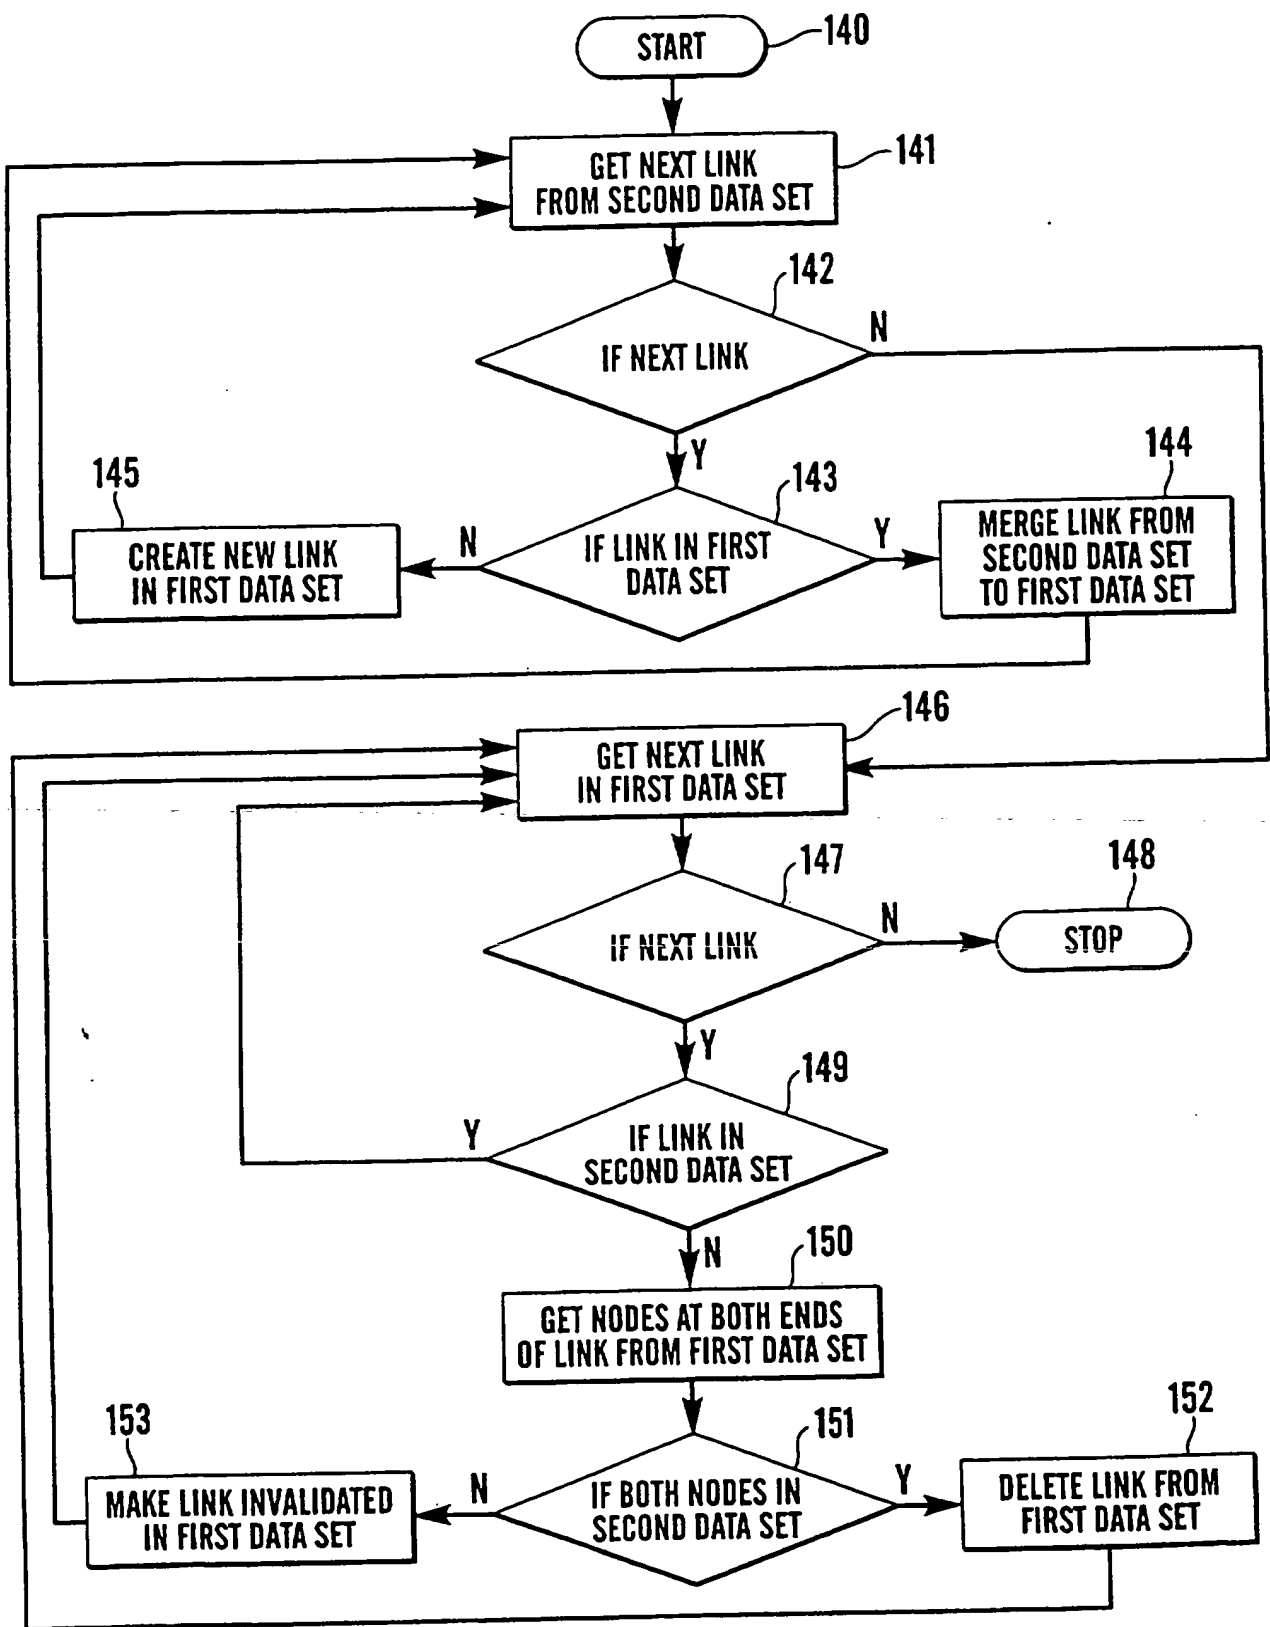 START
140
GET NEXT LINK
FROM SECOND DATA SET
141
142
IF NEXT LINK
N
Y
145
143
144
CREATE NEW LINK
IN FIRST DATA SET
N
IF LINK IN FIRST
DATA SET
Y
MERGE LINK FROM
SECOND DATA SET
TO FIRST DATA SET
146
GET NEXT LINK
IN FIRST DATA SET
147
148
IF NEXT LINK
N
STOP
Y
149
Y
IF LINK IN
SECOND DATA SET
N
150
GET NODES AT BOTH ENDS
OF LINK FROM FIRST DATA SET
153
151
152
MAKE LINK INVALIDATED
IN FIRST DATA SET
N
IF BOTH NODES IN
SECOND DATA SET
Y
DELETE LINK FROM
FIRST DATA SET